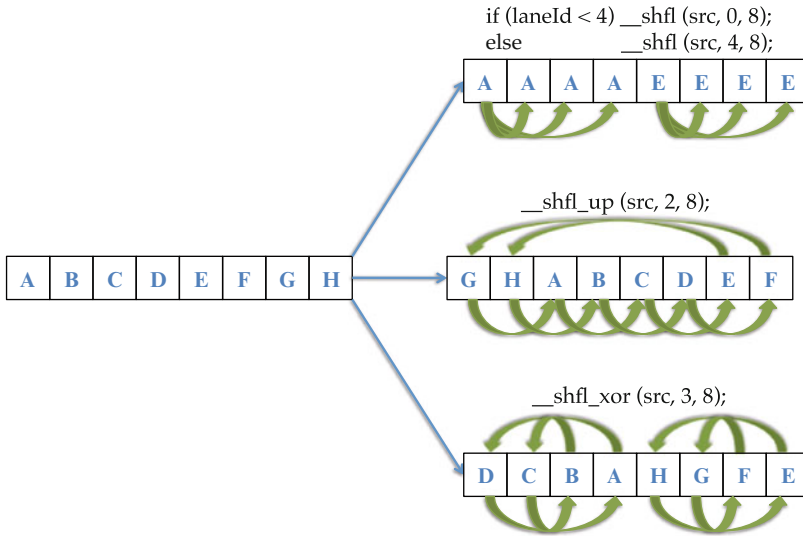 if (laneId < 4) __shfl (src, 0, 8);
else __shfl (src, 4, 8);
A A A A E E E E
__shfl_up (src, 2, 8);
A B C D E F G H
G H A B C D E F
__shfl_xor (src, 3, 8);
D C B A H G F E